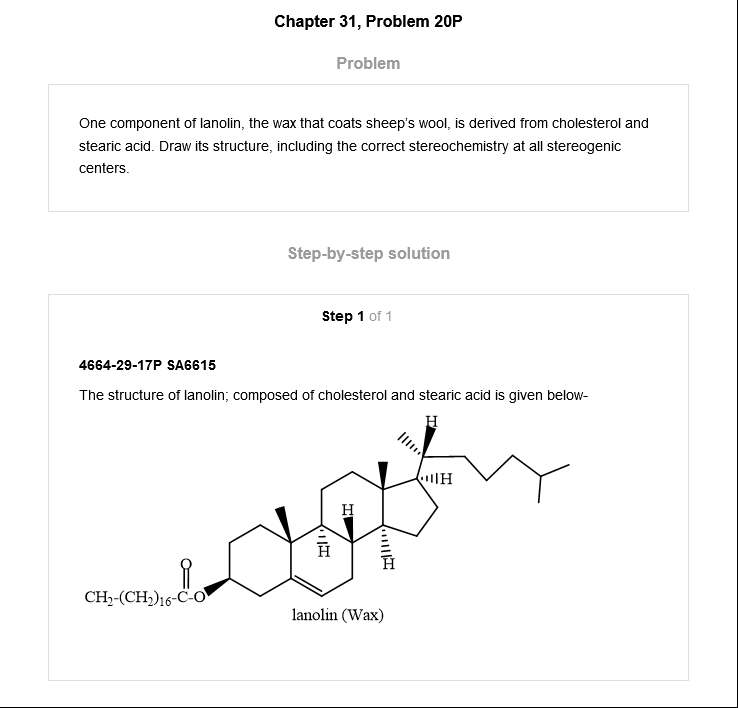 Chapter 31, Problem 20P
Problem
One component of lanolin, the wax that coats sheep's wool, is derived from cholesterol and
stearic acid. Draw its structure, including the correct stereochemistry at all stereogenic
centers.
Step-by-step solution
Step 1 of 1
4664-29-17P SA6615
The structure of lanolin; composed of cholesterol and stearic acid is given below-
H
H
H
H
H
O
CH₂-(CH₂)₁₆-C-O
lanolin (Wax)